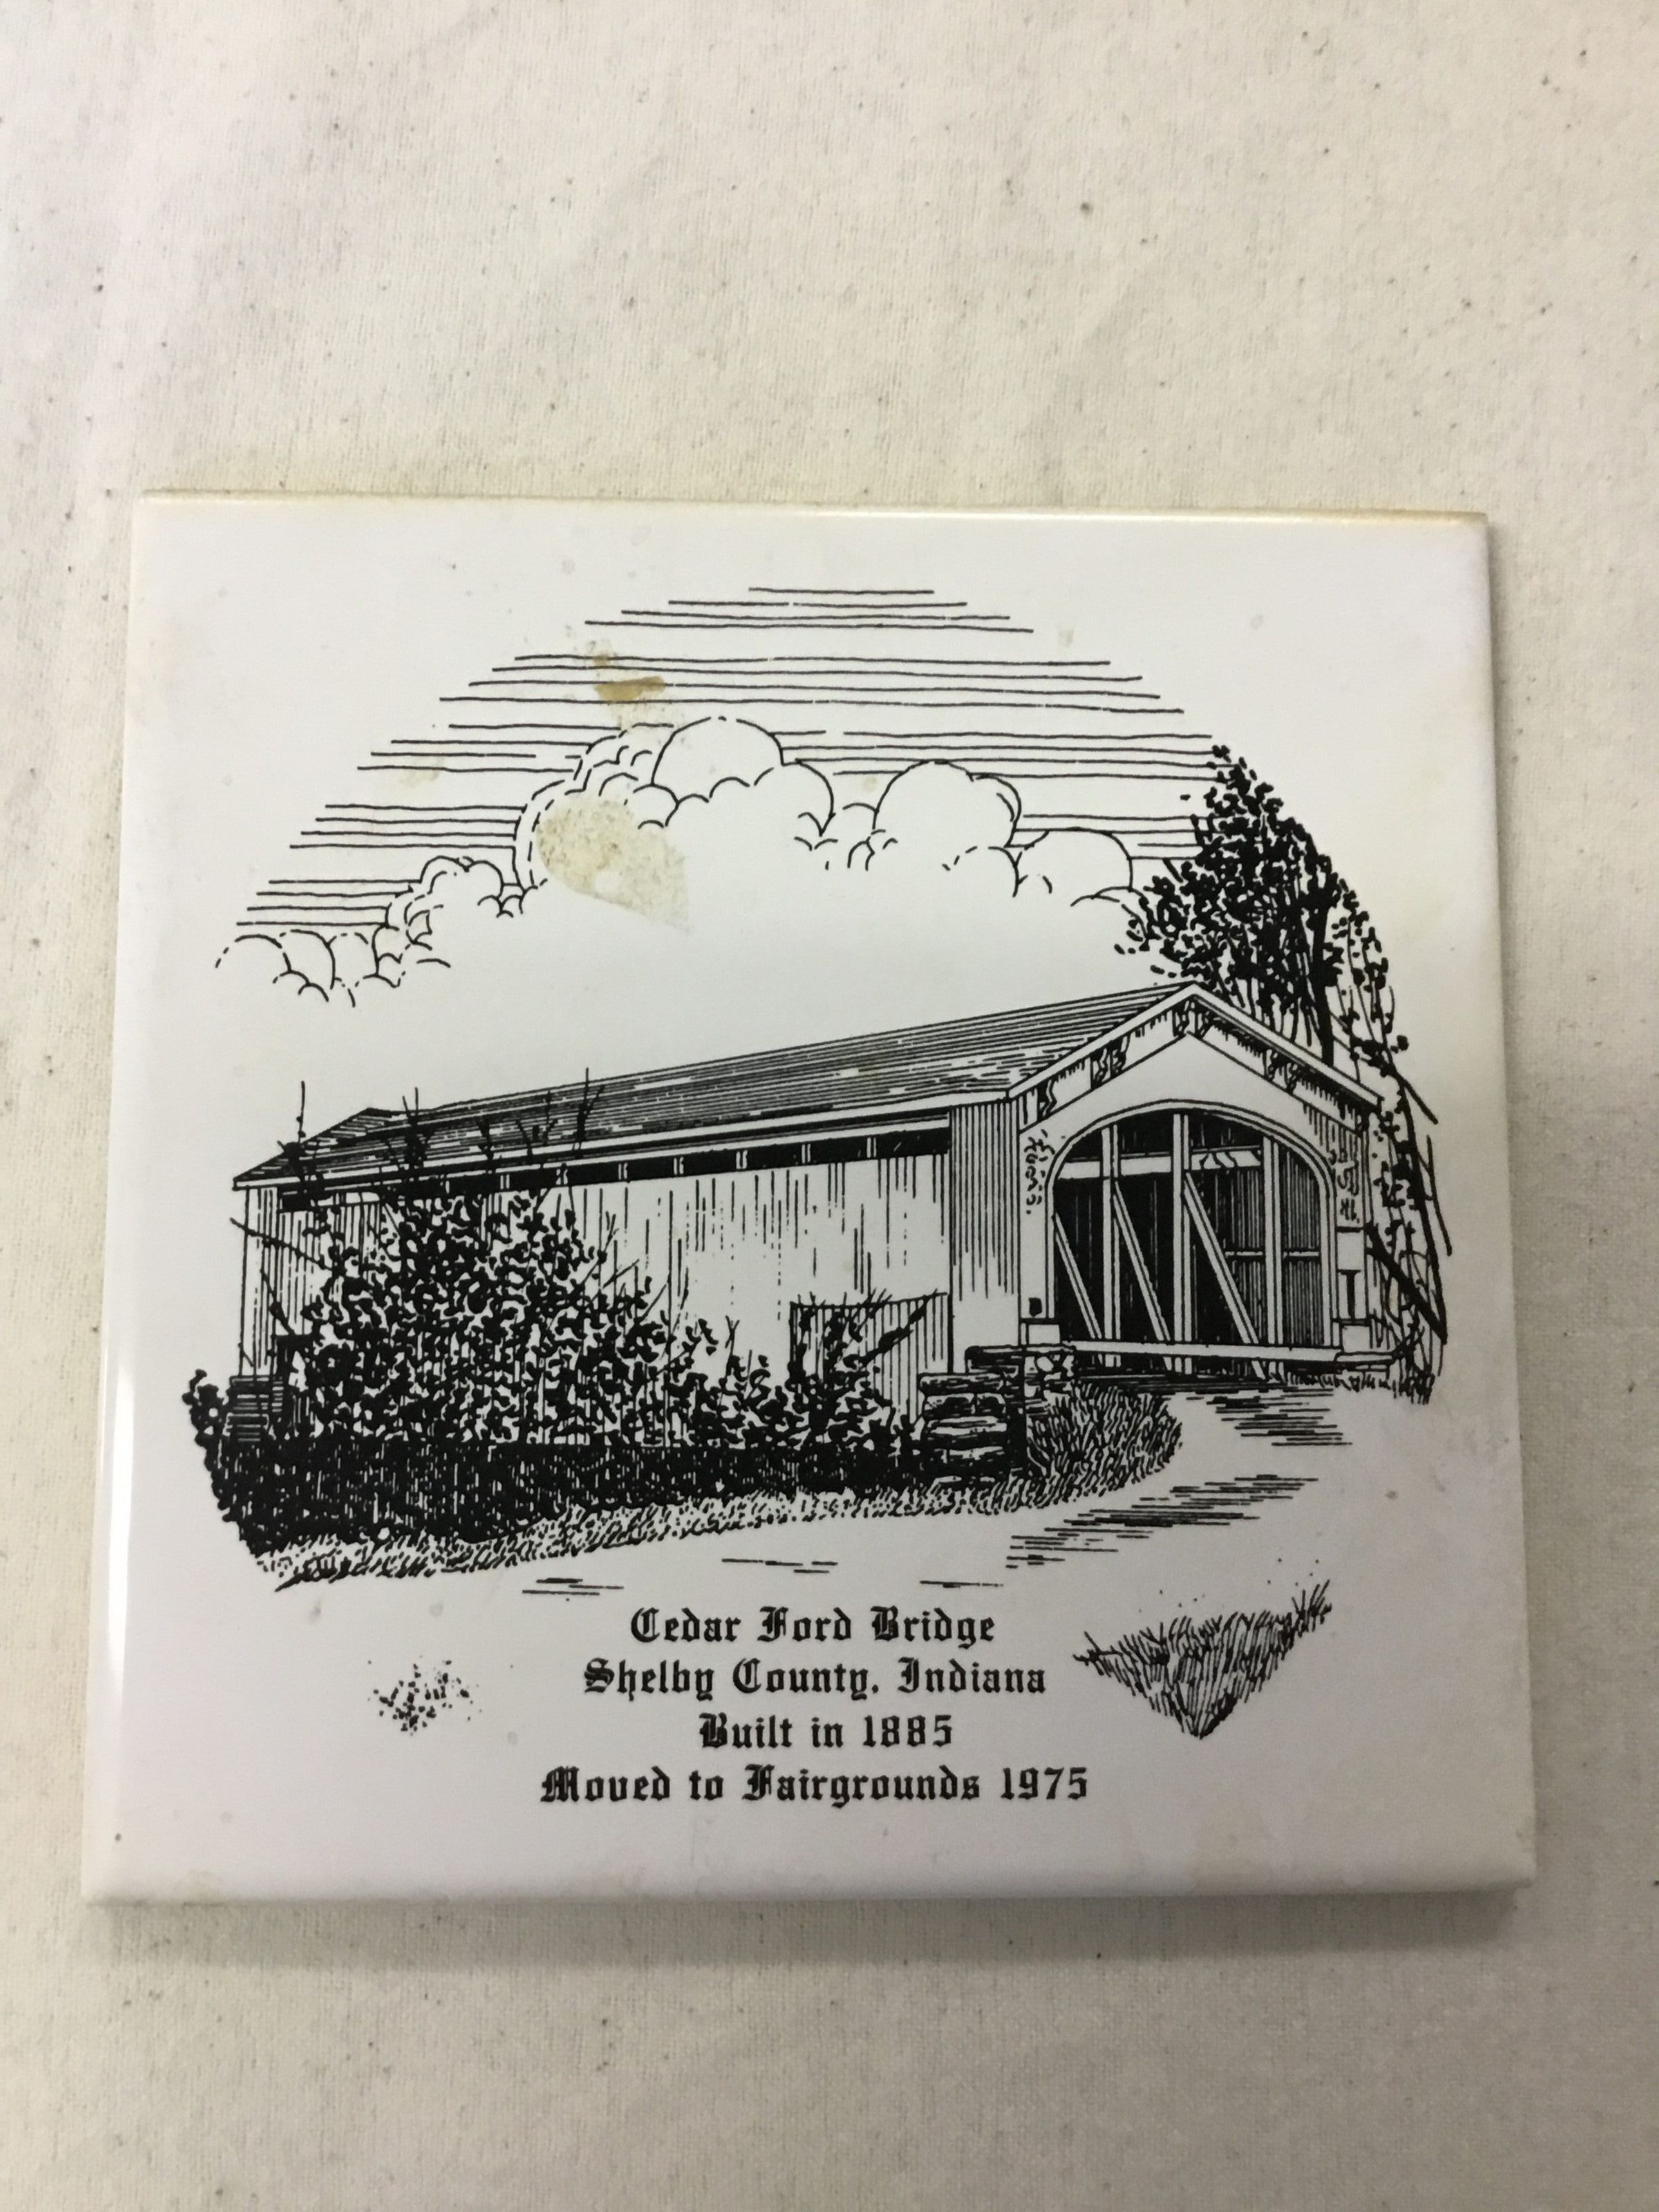 Cedar Ford Bridge
Shelby County, Indiana
Built in 1885
Moved to Fairgrounds 1975